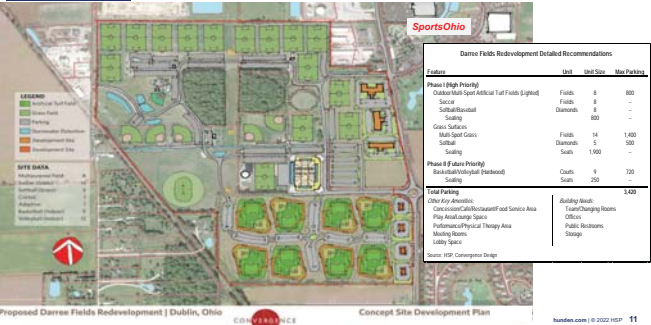 SportsOhio
Darree Fields Redevelopment Detailed Recommendations
Feature Unit Unit Size Max Parking
Phase I (High Priority)
Outdoor Multi-Sport Artificial Turf Fields (Lighted) Fields 8 800
Soccer Fields 8 --
Softball/Baseball Diamonds 8 --
Seating 800 --
Grass Surfaces
Multi-Sport Grass Fields 14 1,400
Softball Diamonds 5 500
Seating Seats 1,900 --
Phase II (Future Priority)
Basketball/Volleyball (Hardwood) Courts 9 720
Seating Seats 250 --
Total Parking 3,420
Other Key Amenities: Building Needs:
Concession/Cafe/Restaurant/Food Service Area Team/Changing Rooms
Play Area/Lounge Space Offices
Performance/Physical Therapy Area Public Restrooms
Meeting Rooms Storage
Lobby Space
Source: HSP, Convergence Design
LEGEND
Artificial Turf Field
Grass Field
Parking
Stormwater Detention
Development Site
Development Site
SITE DATA
Multipurpose Field
Proposed Darree Fields Redevelopment | Dublin, Ohio
CONVERGENCE
Concept Site Development Plan
hunden.com | © 2022 HSP 11